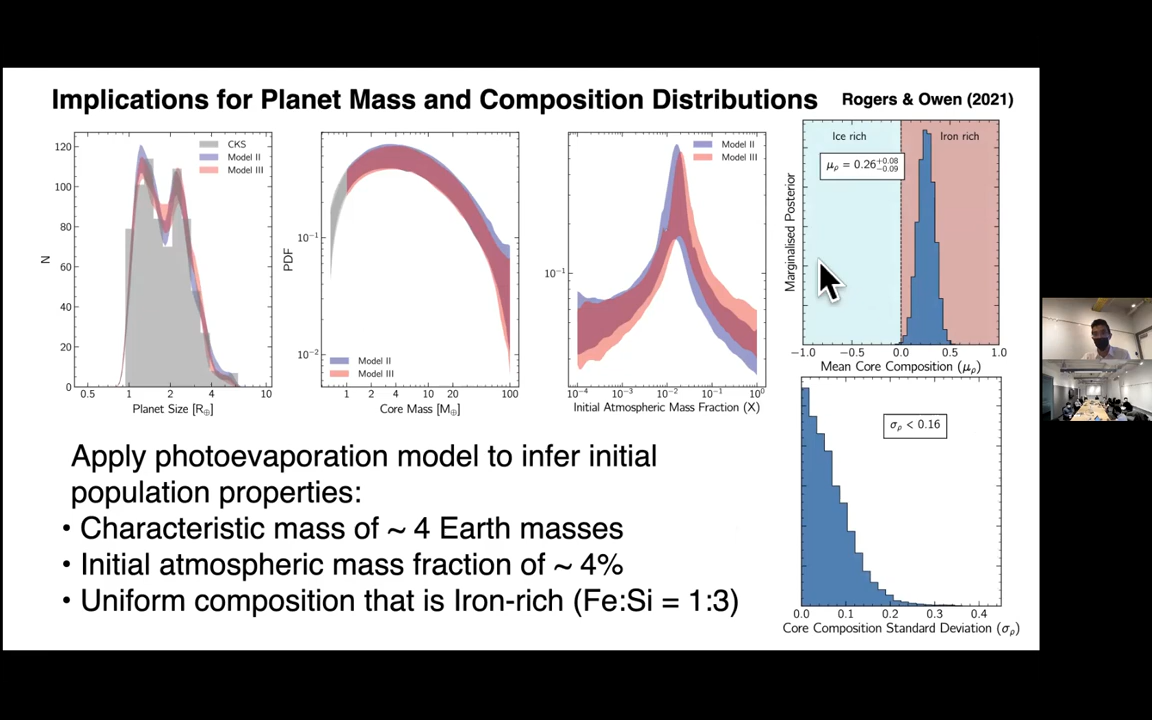 Implications for Planet Mass and Composition Distributions
Rogers & Owen (2021)
120
100
80
60
40
20
0
N
CKS
Model II
Model III
0.5 1 2 4 10
Planet Size [R⊕]
PDF
10⁻¹
10⁻²
Model II
Model III
1 2 4 10 20 100
Core Mass [M⊕]
10⁻¹
Model II
Model III
10⁻⁴ 10⁻³ 10⁻² 10⁻¹ 10⁰
Initial Atmospheric Mass Fraction (X)
Marginalised Posterior
Ice rich
Iron rich
μρ = 0.26+0.08−0.09
−1.0 −0.5 0.0 0.5 1.0
Mean Core Composition (μρ)
σρ < 0.16
0.0 0.1 0.2 0.3 0.4
Core Composition Standard Deviation (σρ)
Apply photoevaporation model to infer initial
population properties:
• Characteristic mass of ~ 4 Earth masses
• Initial atmospheric mass fraction of ~ 4%
• Uniform composition that is Iron-rich (Fe:Si = 1:3)